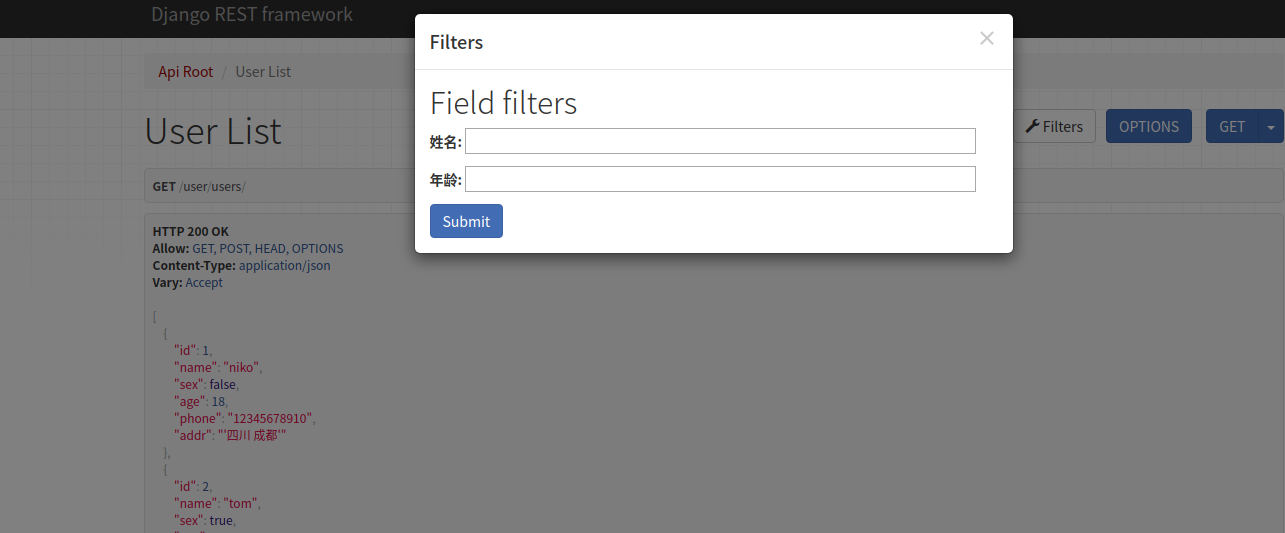 Django REST framework
Filters
×
Api Root / User List
Field filters
User List
Filters
OPTIONS
GET
姓名:
年龄:
GET /user/users/
Submit
HTTP 200 OK
Allow: GET, POST, HEAD, OPTIONS
Content-Type: application/json
Vary: Accept
[
{
"id": 1,
"name": "niko",
"sex": false,
"age": 18,
"phone": "12345678910",
"addr": "'四川 成都'"
},
{
"id": 2,
"name": "tom",
"sex": true,